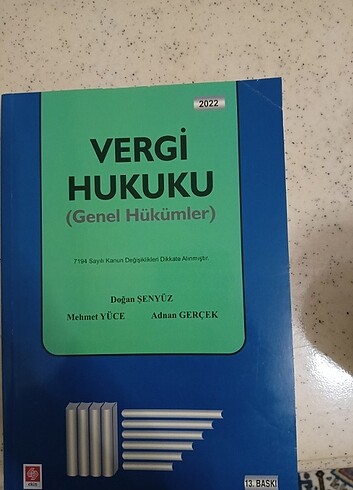 2022
VERGİ
HUKUKU
(Genel Hükümler)
7194 Sayılı Kanun Değişiklikleri Dikkate Alınmıştır.
Doğan ŞENYÜZ
Mehmet YÜCE Adnan GERÇEK
ekin
13. BASKI